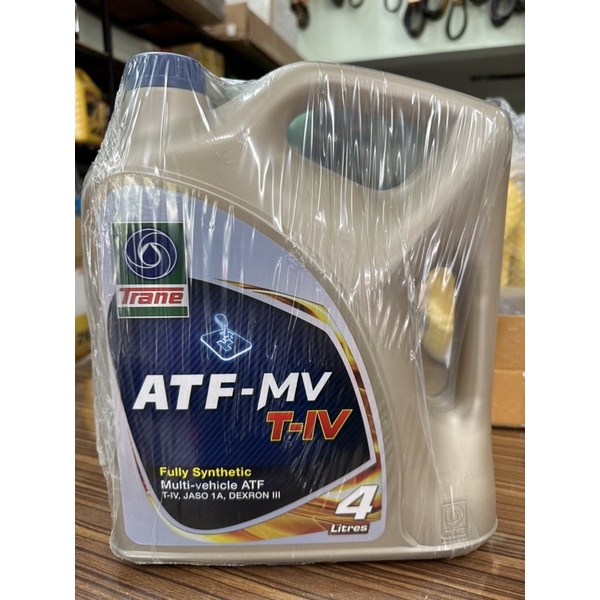 Trane
ATF-MV
T-IV
Fully Synthetic
Multi-vehicle ATF
T-IV, JASO 1A, DEXRON III
4
Litres